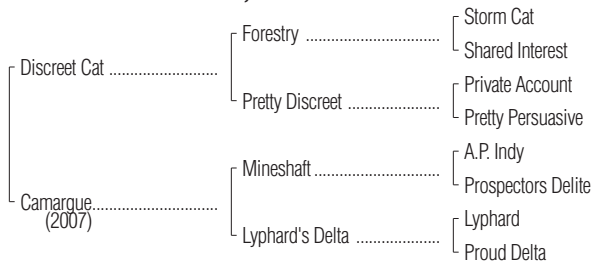 Storm Cat
Forestry ..............................
Shared Interest
Discreet Cat ........................
Private Account
Pretty Discreet ....................
Pretty Persuasive
A.P. Indy
Mineshaft ............................
Prospectors Delite
Camargue............................
(2007)
Lyphard
Lyphard's Delta ..................
Proud Delta